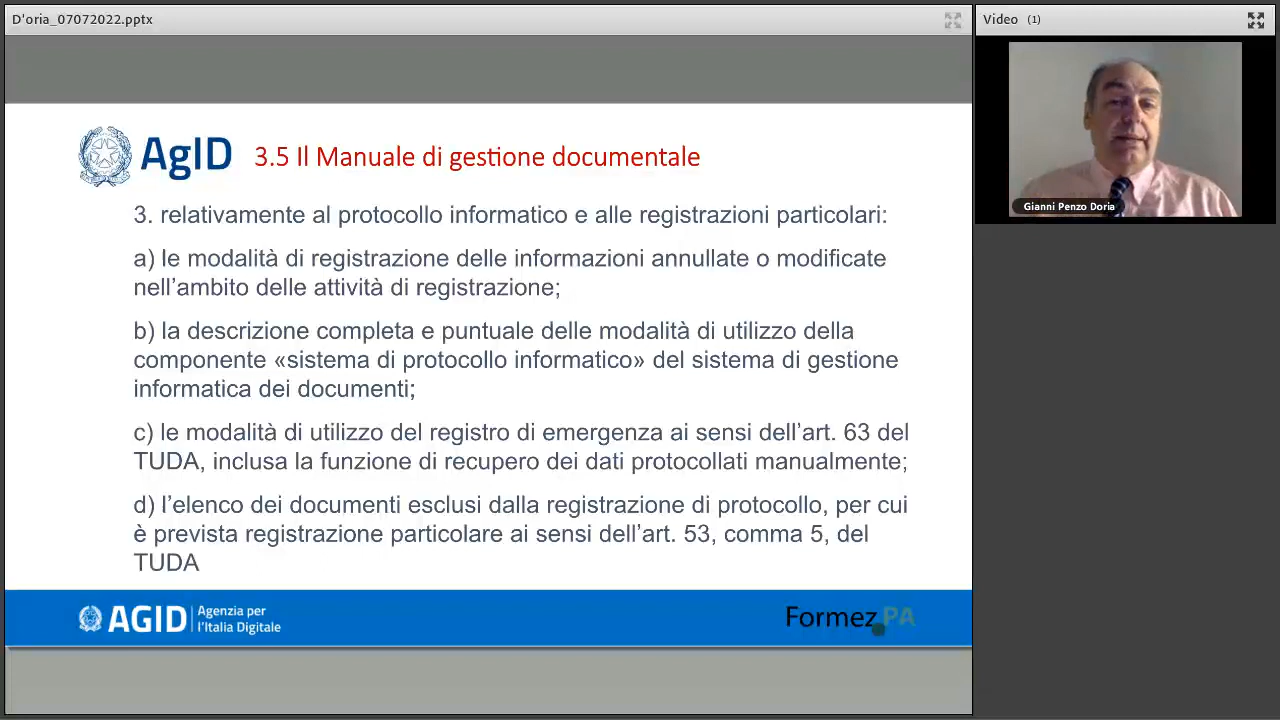 D'oria_07072022.pptx
Video (1)
Gianni Penzo Doria
AgID
3.5 Il Manuale di gestione documentale
3. relativamente al protocollo informatico e alle registrazioni particolari:
a) le modalità di registrazione delle informazioni annullate o modificate
nell’ambito delle attività di registrazione;
b) la descrizione completa e puntuale delle modalità di utilizzo della
componente «sistema di protocollo informatico» del sistema di gestione
informatica dei documenti;
c) le modalità di utilizzo del registro di emergenza ai sensi dell’art. 63 del
TUDA, inclusa la funzione di recupero dei dati protocollati manualmente;
d) l’elenco dei documenti esclusi dalla registrazione di protocollo, per cui
è prevista registrazione particolare ai sensi dell’art. 53, comma 5, del
TUDA
AGID
Agenzia per
l’Italia Digitale
Formez PA